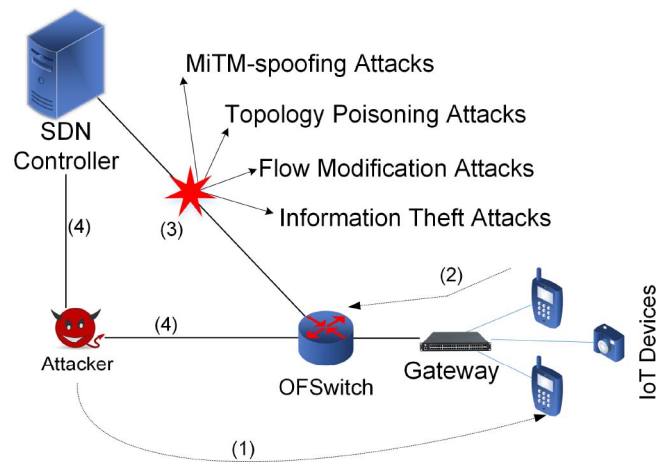 MiTM-spoofing Attacks
Topology Poisoning Attacks
Flow Modification Attacks
Information Theft Attacks
SDN
Controller
(3)
(4)
(2)
(4)
Attacker
OFSwitch
Gateway
IoT Devices
(1)